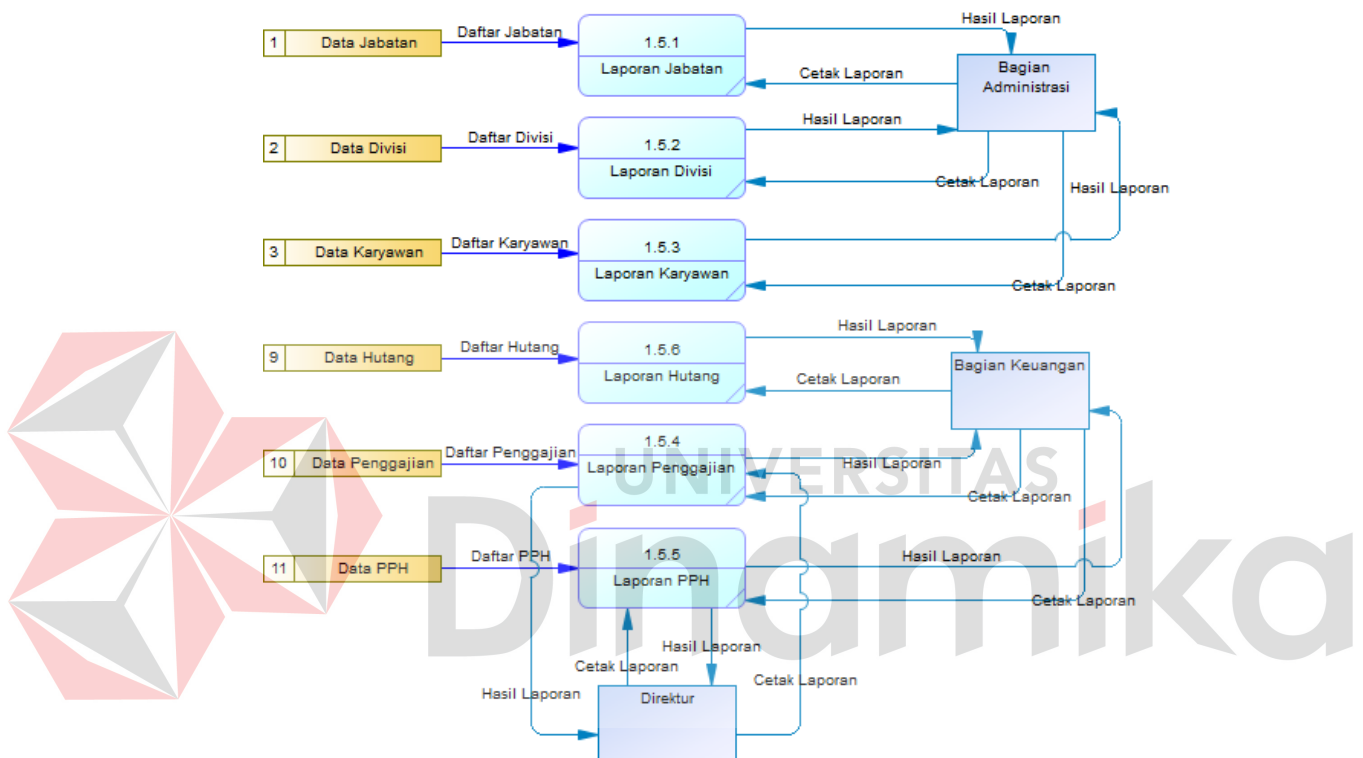 Hasil Laporan
1 Data Jabatan
Daftar Jabatan
1.5.1
Laporan Jabatan
Cetak Laporan
Bagian
Administrasi
Hasil Laporan
2 Data Divisi
Daftar Divisi
1.5.2
Laporan Divisi
Cetak Laporan
Hasil Laporan
3 Data Karyawan
Daftar Karyawan
1.5.3
Laporan Karyawan
Cetak Laporan
Hasil Laporan
9 Data Hutang
Daftar Hutang
1.5.6
Laporan Hutang
Cetak Laporan
Bagian Keuangan
10 Data Penggajian
Daftar Penggajian
1.5.4
Laporan Penggajian
Hasil Laporan
Cetak Laporan
UNIVERSITAS
Dinamika
11 Data PPH
Daftar PPH
1.5.5
Laporan PPH
Hasil Laporan
Cetak Laporan
Hasil Laporan
Cetak Laporan
Cetak Laporan
Hasil Laporan
Direktur